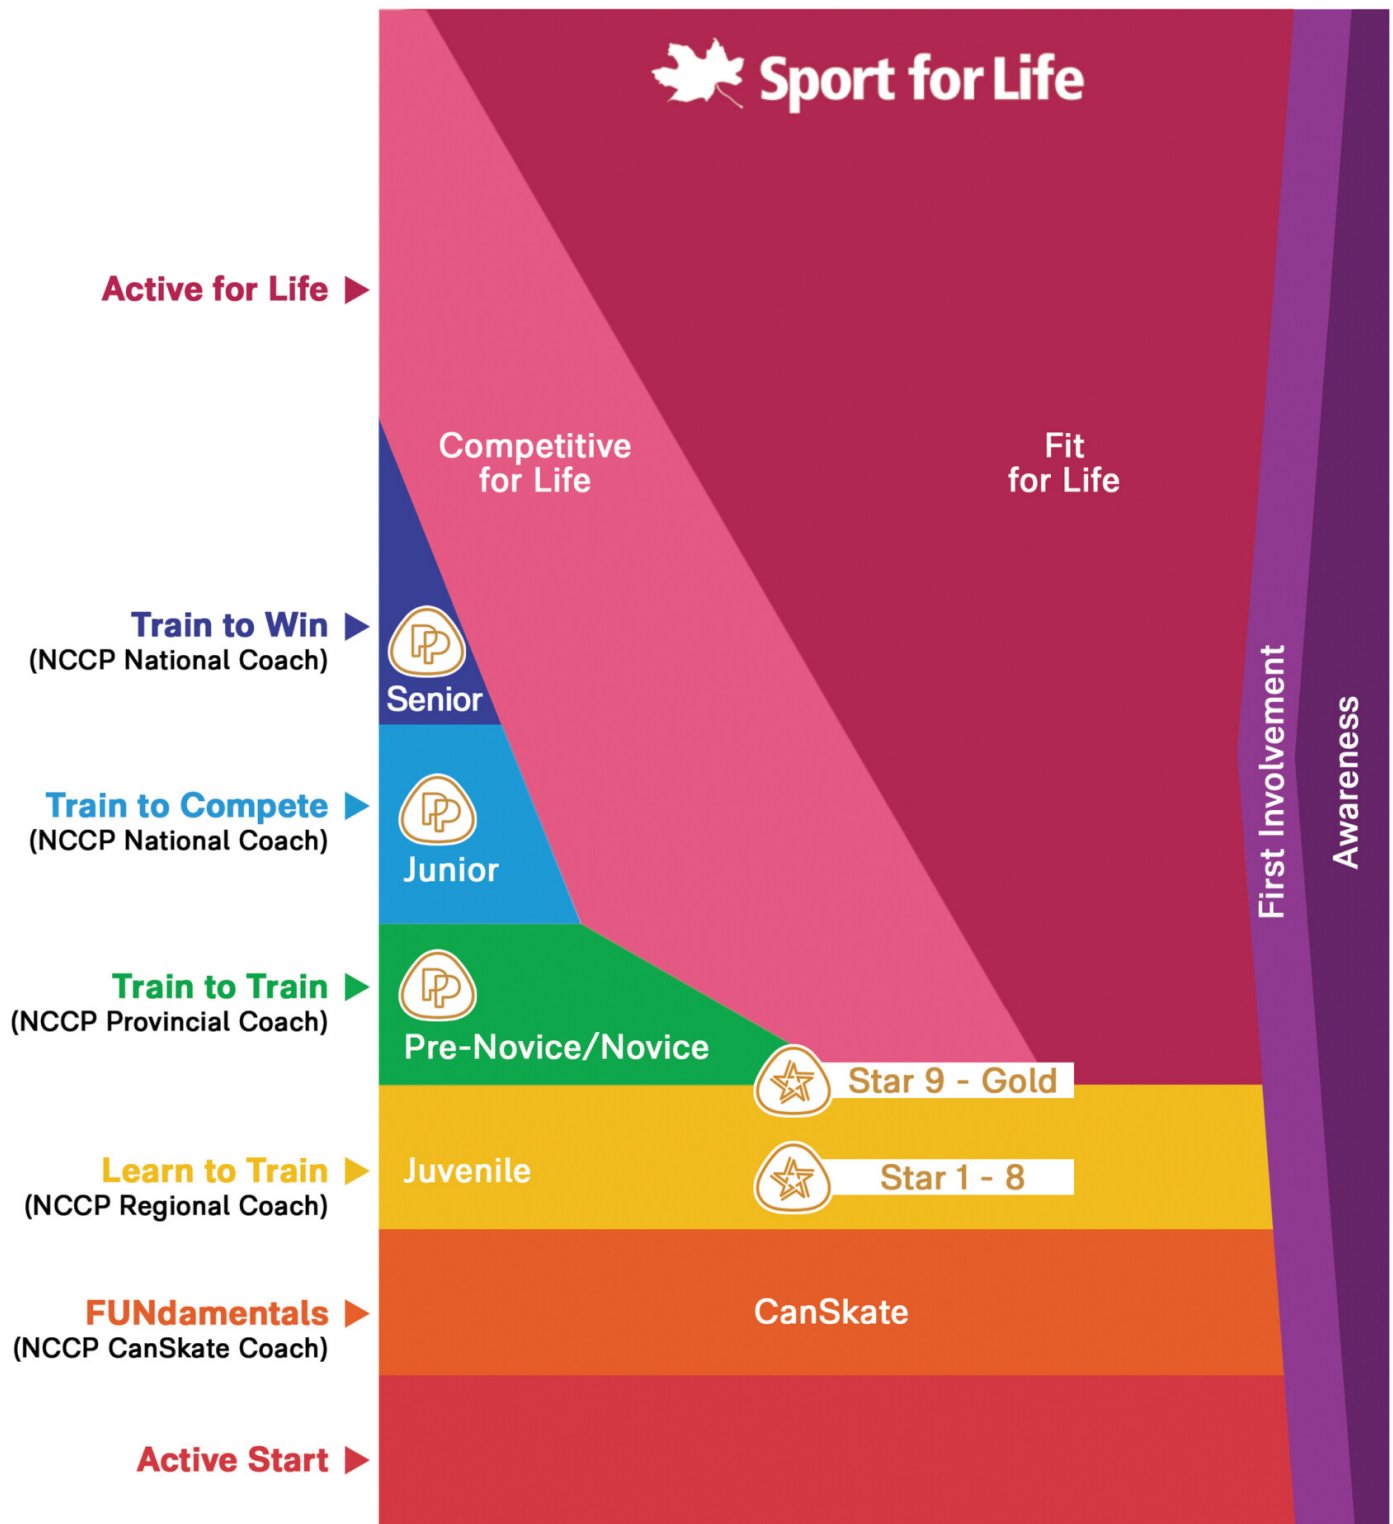 Sport for Life
Active for Life
Competitive
for Life
Fit
for Life
Train to Win
(NCCP National Coach)
PP
Senior
First Involvement
Awareness
Train to Compete
(NCCP National Coach)
PP
Junior
Train to Train
(NCCP Provincial Coach)
PP
Pre-Novice/Novice
Star 9 - Gold
Learn to Train
(NCCP Regional Coach)
Juvenile
Star 1 - 8
FUNdamentals
(NCCP CanSkate Coach)
CanSkate
Active Start